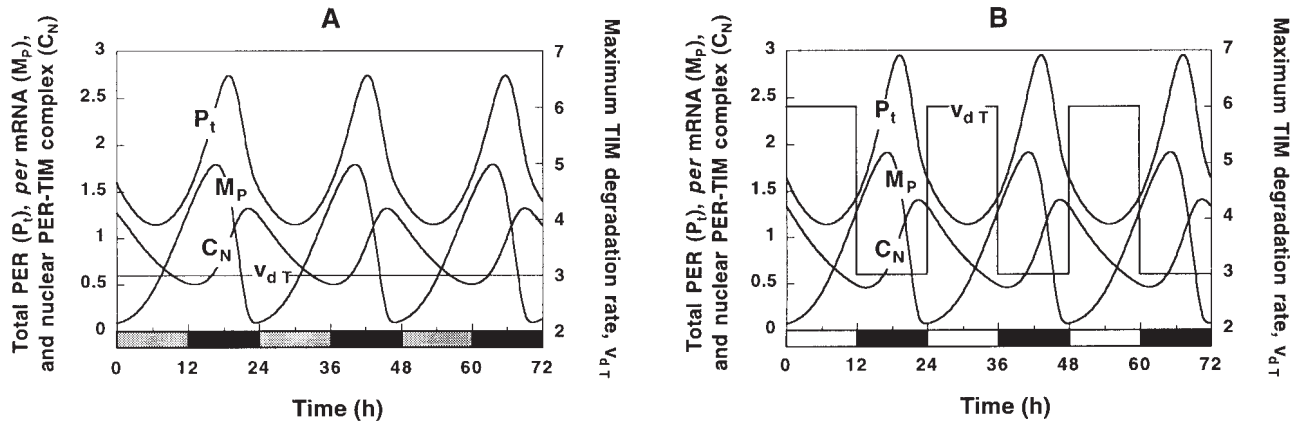 A
B
Total PER (Pt), per mRNA (MP),
and nuclear PER-TIM complex (CN)
3
2.5
2
1.5
1
0.5
0
Pt
MP
CN
vdT
7
6
5
4
3
2
Maximum TIM degradation rate, vdT
0 12 24 36 48 60 72
Time (h)
Total PER (Pt), per mRNA (MP),
and nuclear PER-TIM complex (CN)
3
2.5
2
1.5
1
0.5
0
Pt
vdT
MP
CN
7
6
5
4
3
2
Maximum TIM degradation rate, vdT
0 12 24 36 48 60 72
Time (h)